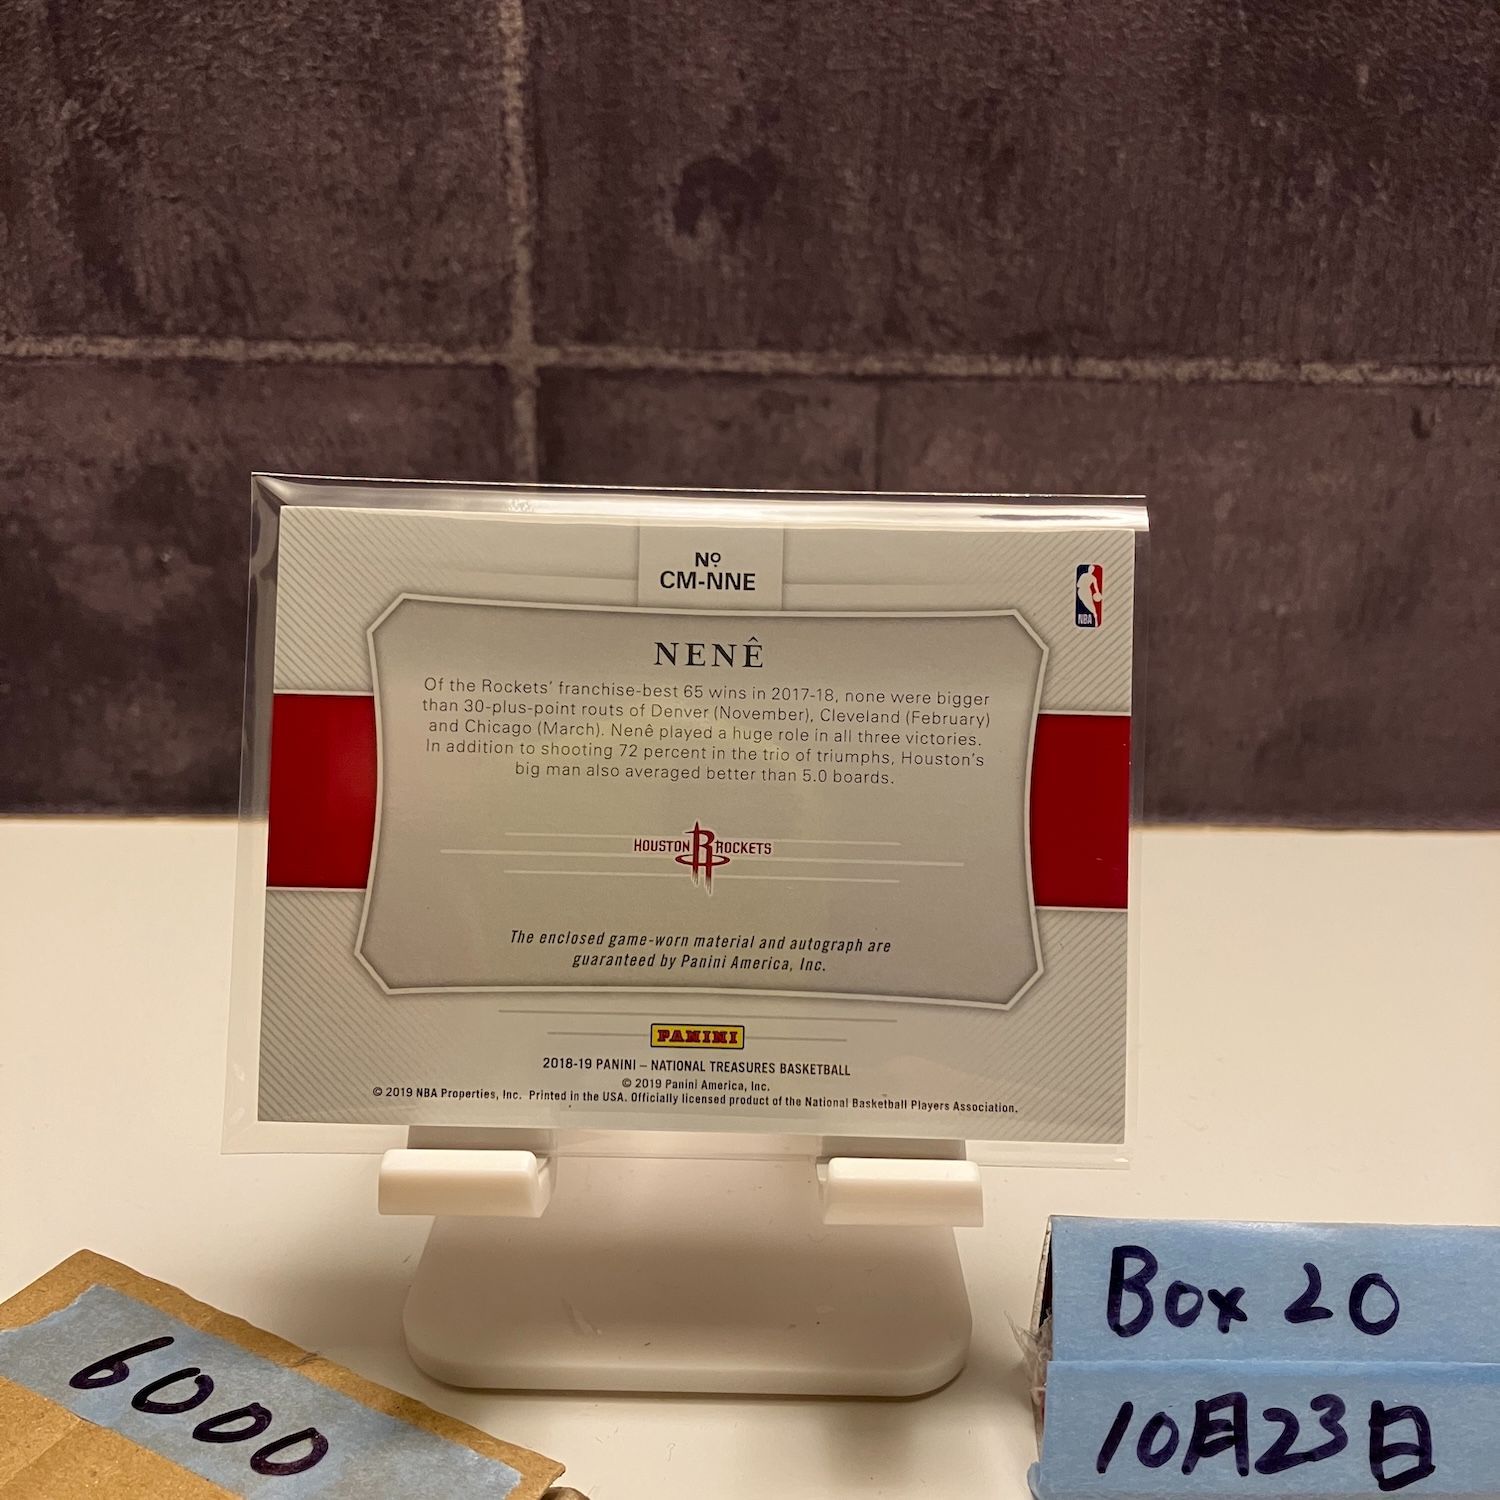 Nº
CM-NNE
NBA
NENÊ
Of the Rockets' franchise-best 65 wins in 2017-18, none were bigger
than 30-plus-point routs of Denver (November), Cleveland (February)
and Chicago (March). Nenê played a huge role in all three victories.
In addition to shooting 72 percent in the trio of triumphs, Houston's
big man also averaged better than 5.0 boards.
HOUSTON R ROCKETS
The enclosed game-worn material and autograph are
guaranteed by Panini America, Inc.
PANINI
2018-19 PANINI – NATIONAL TREASURES BASKETBALL
© 2019 Panini America, Inc.
© 2019 NBA Properties, Inc. Printed in the USA. Officially licensed product of the National Basketball Players Association.
6000
Box 20
10月23日